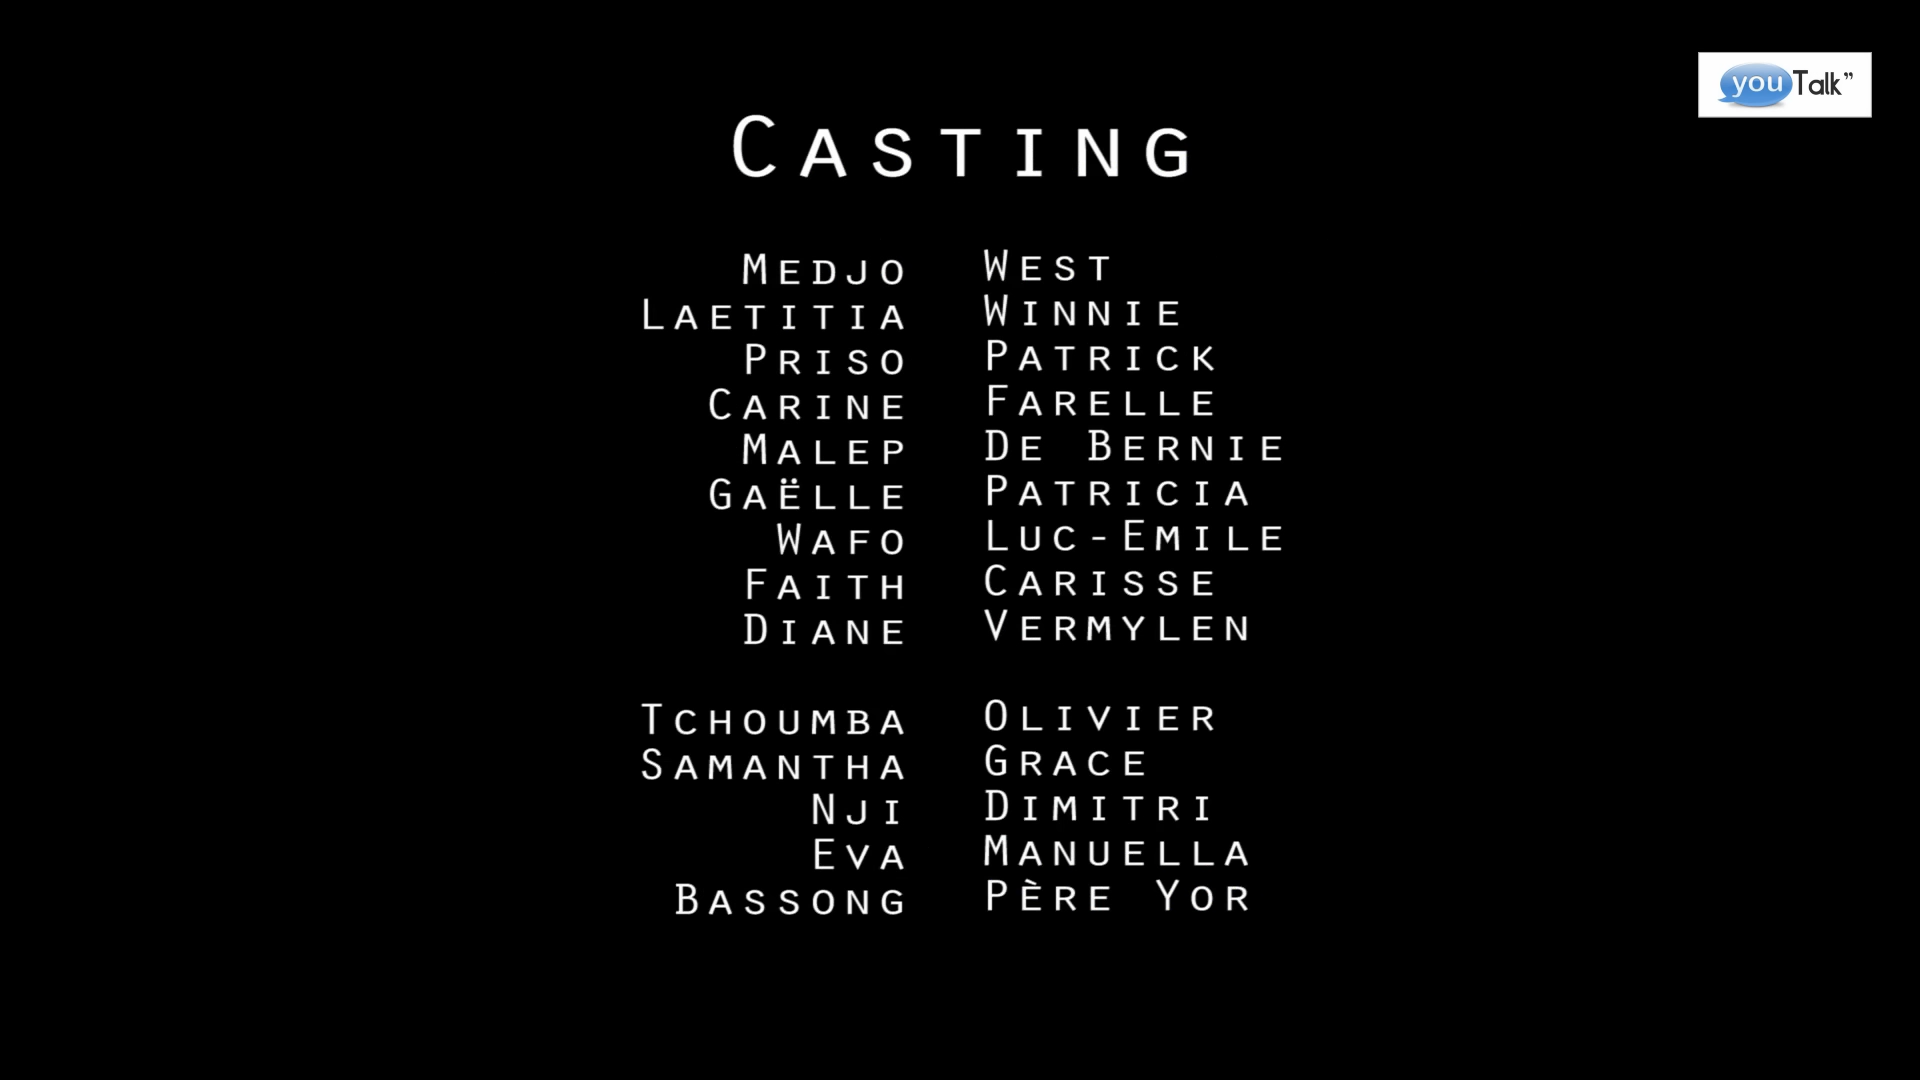 youTalk"
Casting
Medjo West
Laetitia Winnie
Priso Patrick
Carine Farelle
Malep De Bernie
Gaëlle Patricia
Wafo Luc-Emile
Faith Carisse
Diane Vermylen
Tchoumba Olivier
Samantha Grace
Nji Dimitri
Eva Manuella
Bassong Père Yor